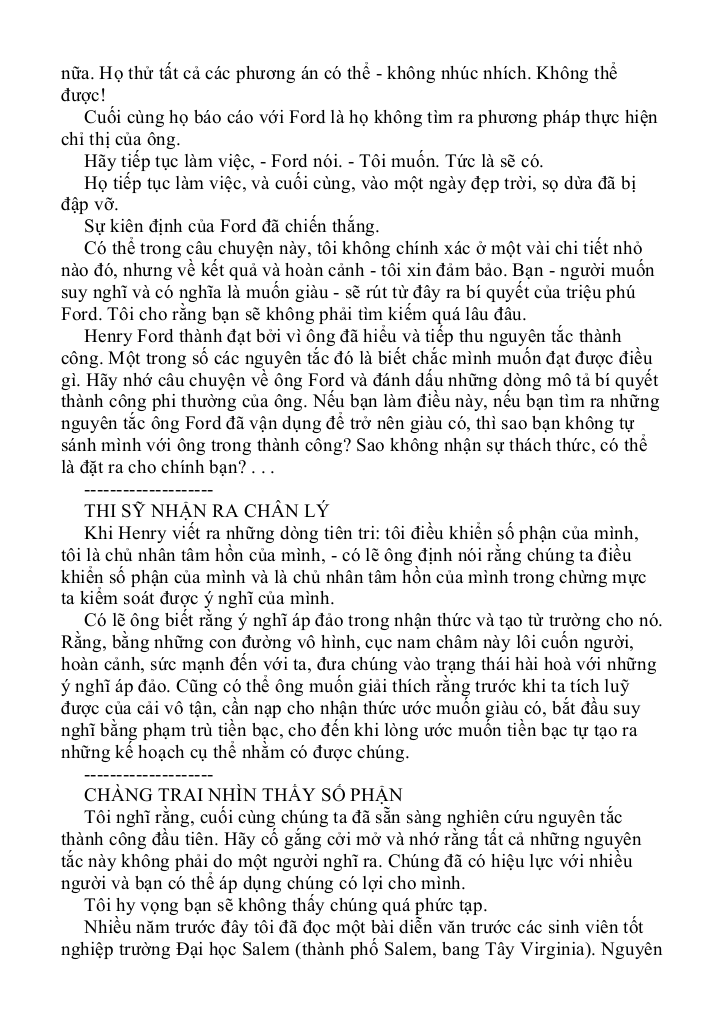 nữa. Họ thử tất cả các phương án có thể - không nhúc nhích. Không thể
được!
Cuối cùng họ báo cáo với Ford là họ không tìm ra phương pháp thực hiện
chỉ thị của ông.
Hãy tiếp tục làm việc, - Ford nói. - Tôi muốn. Tức là sẽ có.
Họ tiếp tục làm việc, và cuối cùng, vào một ngày đẹp trời, sọ dừa đã bị
đập vỡ.
Sự kiên định của Ford đã chiến thắng.
Có thể trong câu chuyện này, tôi không chính xác ở một vài chi tiết nhỏ
nào đó, nhưng về kết quả và hoàn cảnh - tôi xin đảm bảo. Bạn - người muốn
suy nghĩ và có nghĩa là muốn giàu - sẽ rút từ đây ra bí quyết của triệu phú
Ford. Tôi cho rằng bạn sẽ không phải tìm kiếm quá lâu đâu.
Henry Ford thành đạt bởi vì ông đã hiểu và tiếp thu nguyên tắc thành
công. Một trong số các nguyên tắc đó là biết chắc mình muốn đạt được điều
gì. Hãy nhớ câu chuyện về ông Ford và đánh dấu những dòng mô tả bí quyết
thành công phi thường của ông. Nếu bạn làm điều này, nếu bạn tìm ra những
nguyên tắc ông Ford đã vận dụng để trở nên giàu có, thì sao bạn không tự
sánh mình với ông trong thành công? Sao không nhận sự thách thức, có thể
là đặt ra cho chính bạn? . . .
--------------------
THI SỸ NHẬN RA CHÂN LÝ
Khi Henry viết ra những dòng tiên tri: tôi điều khiển số phận của mình,
tôi là chủ nhân tâm hồn của mình, - có lẽ ông định nói rằng chúng ta điều
khiển số phận của mình và là chủ nhân tâm hồn của mình trong chừng mực
ta kiểm soát được ý nghĩ của mình.
Có lẽ ông biết rằng ý nghĩ áp đảo trong nhận thức và tạo từ trường cho nó.
Rằng, bằng những con đường vô hình, cục nam châm này lôi cuốn người,
hoàn cảnh, sức mạnh đến với ta, đưa chúng vào trạng thái hài hoà với những
ý nghĩ áp đảo. Cũng có thể ông muốn giải thích rằng trước khi ta tích luỹ
được của cải vô tận, cần nạp cho nhận thức ước muốn giàu có, bắt đầu suy
nghĩ bằng phạm trù tiền bạc, cho đến khi lòng ước muốn tiền bạc tự tạo ra
những kế hoạch cụ thể nhằm có được chúng.
--------------------
CHÀNG TRAI NHÌN THẤY SỐ PHẬN
Tôi nghĩ rằng, cuối cùng chúng ta đã sẵn sàng nghiên cứu nguyên tắc
thành công đầu tiên. Hãy cố gắng cởi mở và nhớ rằng tất cả những nguyên
tắc này không phải do một người nghĩ ra. Chúng đã có hiệu lực với nhiều
người và bạn có thể áp dụng chúng có lợi cho mình.
Tôi hy vọng bạn sẽ không thấy chúng quá phức tạp.
Nhiều năm trước đây tôi đã đọc một bài diễn văn trước các sinh viên tốt
nghiệp trường Đại học Salem (thành phố Salem, bang Tây Virginia). Nguyên